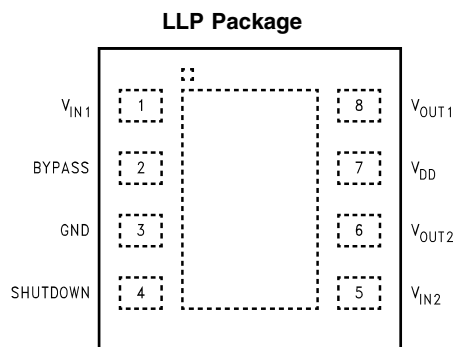 LLP Package
V_IN1 1 8 V_OUT1
BYPASS 2 7 V_DD
GND 3 6 V_OUT2
SHUTDOWN 4 5 V_IN2